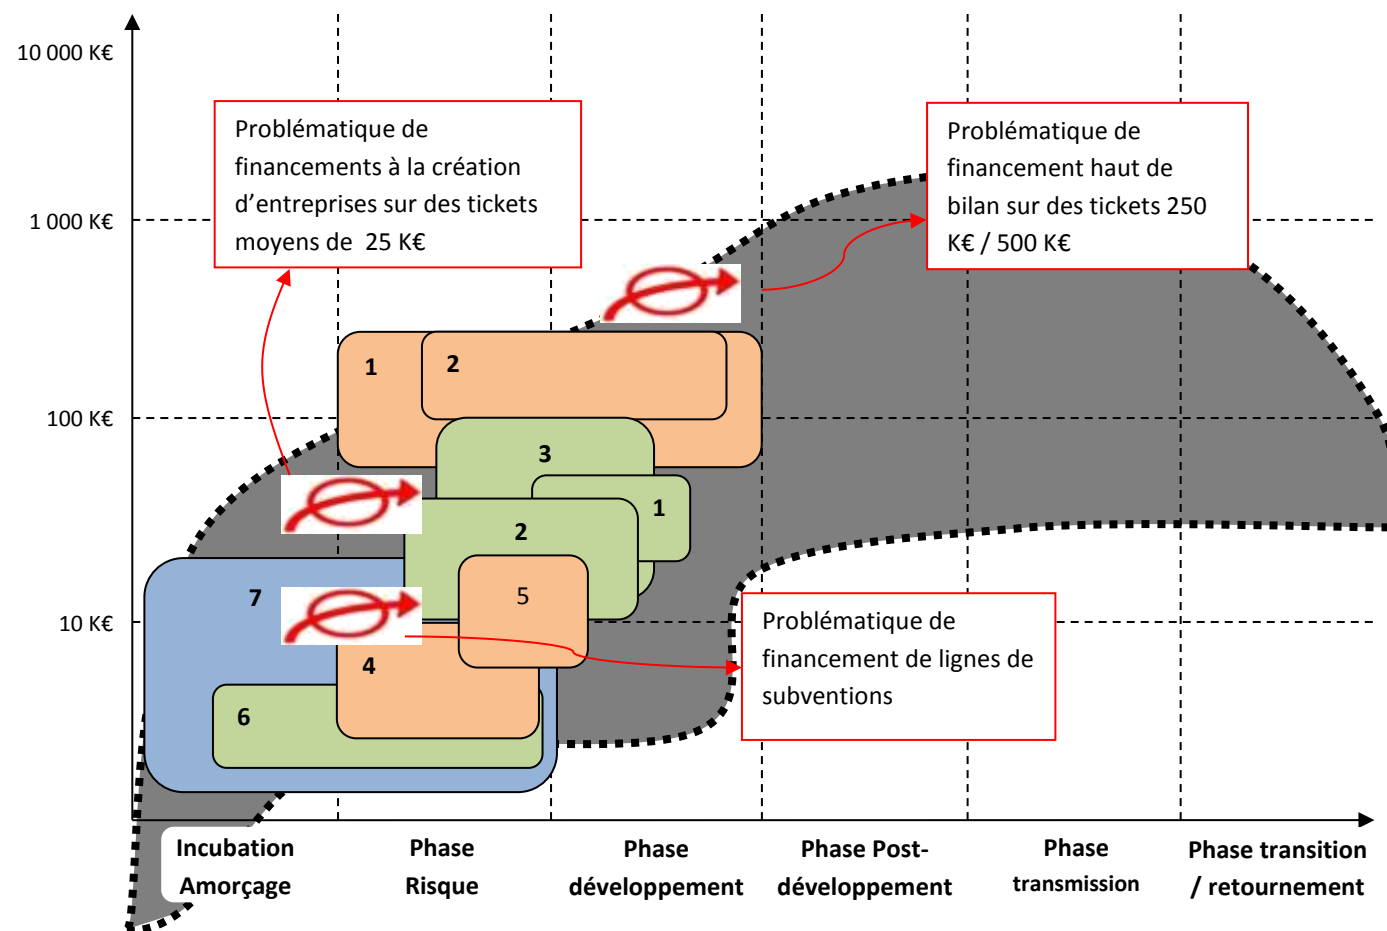 10 000 K€
Problématique de
financements à la création
d’entreprises sur des tickets
moyens de 25 K€
Problématique de
financement haut de
bilan sur des tickets 250
K€ / 500 K€
1 000 K€
1
2
100 K€
3
1
2
7
5
10 K€
Problématique de
financement de lignes de
subventions
4
6
Incubation
Amorçage
Phase
Risque
Phase
développement
Phase Post-
développement
Phase
transmission
Phase transition
/ retournement